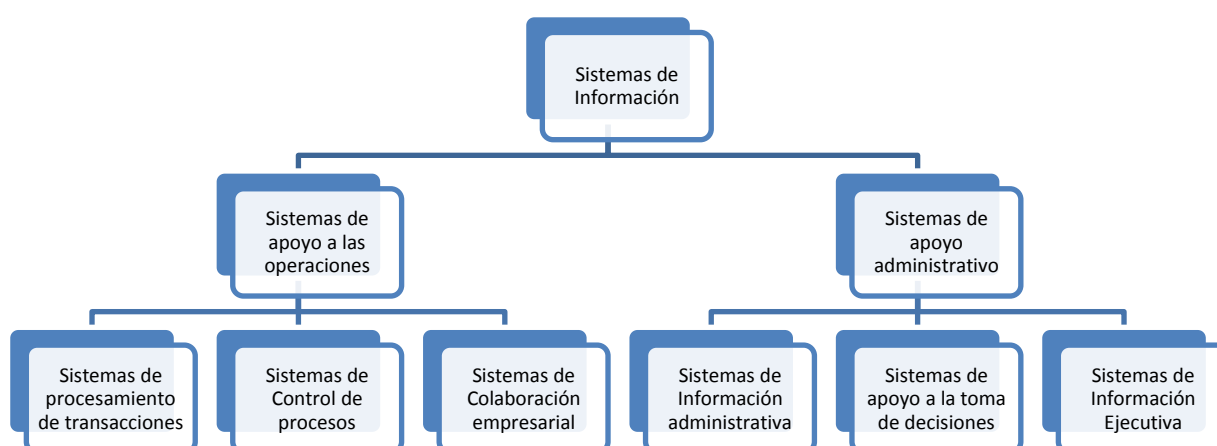 Sistemas de
Información
Sistemas de
apoyo a las
operaciones
Sistemas de
apoyo
administrativo
Sistemas de
procesamiento
de transacciones
Sistemas de
Control de
procesos
Sistemas de
Colaboración
empresarial
Sistemas de
Información
administrativa
Sistemas de
apoyo a la toma
de decisiones
Sistemas de
Información
Ejecutiva